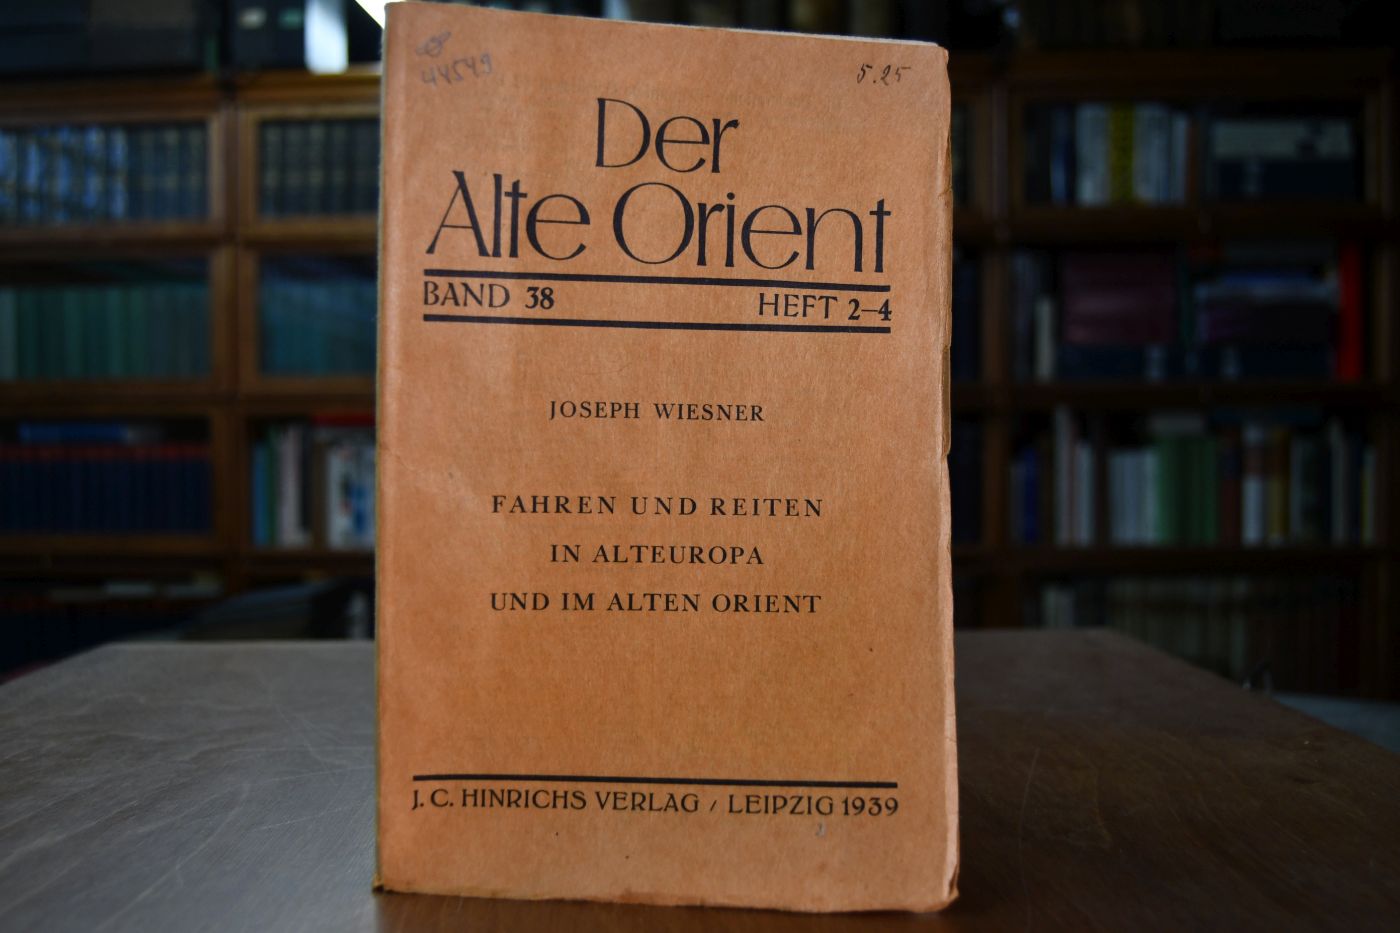 44549
5.25
Der
Alte Orient
BAND 38 HEFT 2–4
JOSEPH WIESNER
FAHREN UND REITEN
IN ALTEUROPA
UND IM ALTEN ORIENT
J. C. HINRICHS VERLAG / LEIPZIG 1939